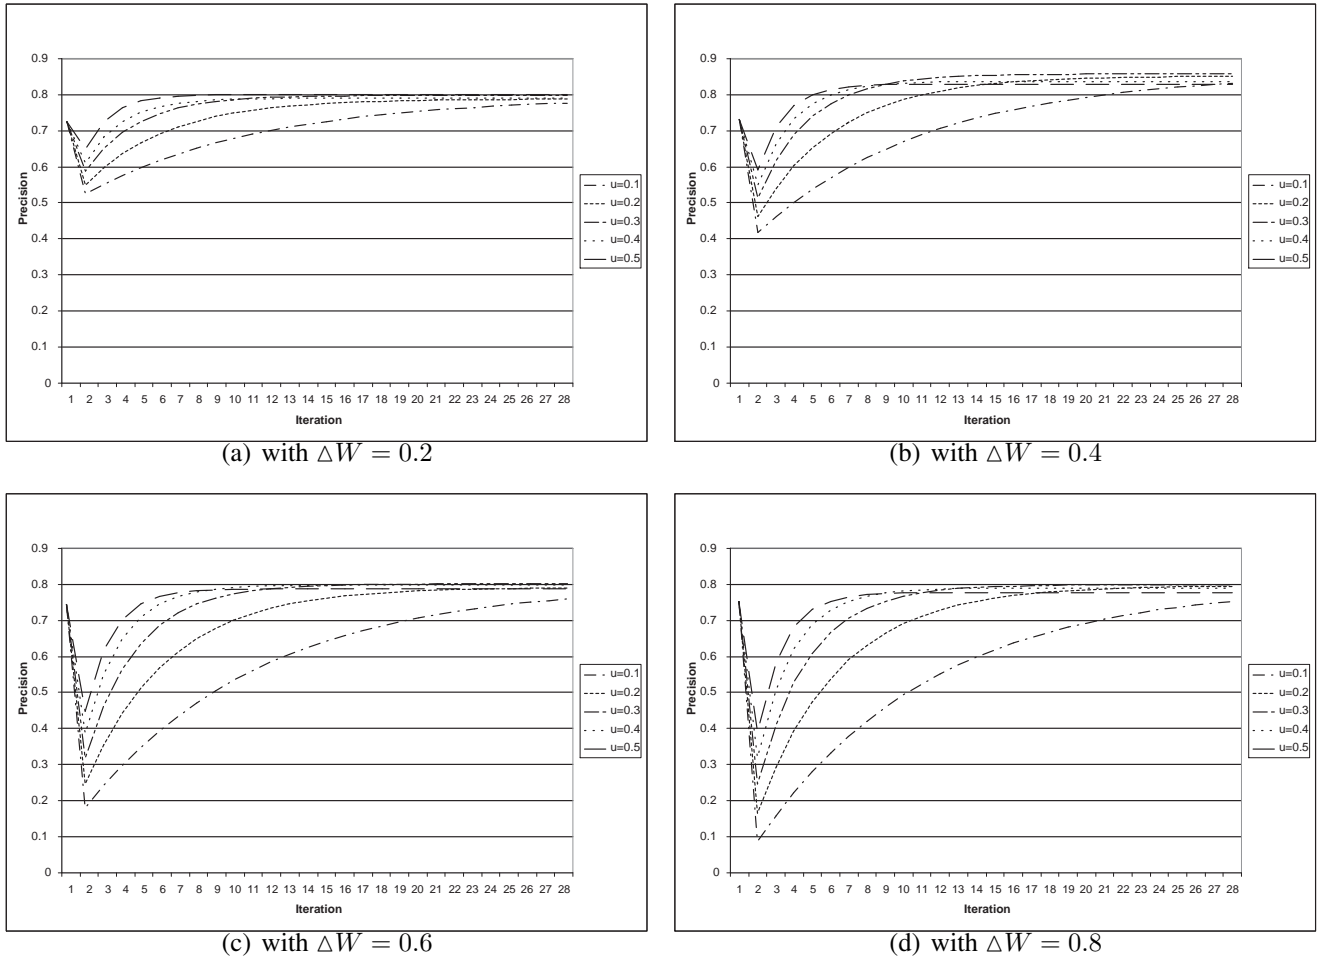 0.9
0.8
0.7
0.6
0.5
0.4
0.3
0.2
0.1
0
Precision
1 2 3 4 5 6 7 8 9 10 11 12 13 14 15 16 17 18 19 20 21 22 23 24 25 26 27 28
Iteration
u=0.1
u=0.2
u=0.3
u=0.4
u=0.5
(a) with △W = 0.2
0.9
0.8
0.7
0.6
0.5
0.4
0.3
0.2
0.1
0
Precision
1 2 3 4 5 6 7 8 9 10 11 12 13 14 15 16 17 18 19 20 21 22 23 24 25 26 27 28
Iteration
u=0.1
u=0.2
u=0.3
u=0.4
u=0.5
(b) with △W = 0.4
0.9
0.8
0.7
0.6
0.5
0.4
0.3
0.2
0.1
0
Precision
1 2 3 4 5 6 7 8 9 10 11 12 13 14 15 16 17 18 19 20 21 22 23 24 25 26 27 28
Iteration
u=0.1
u=0.2
u=0.3
u=0.4
u=0.5
(c) with △W = 0.6
0.9
0.8
0.7
0.6
0.5
0.4
0.3
0.2
0.1
0
Precision
1 2 3 4 5 6 7 8 9 10 11 12 13 14 15 16 17 18 19 20 21 22 23 24 25 26 27 28
Iteration
u=0.1
u=0.2
u=0.3
u=0.4
u=0.5
(d) with △W = 0.8